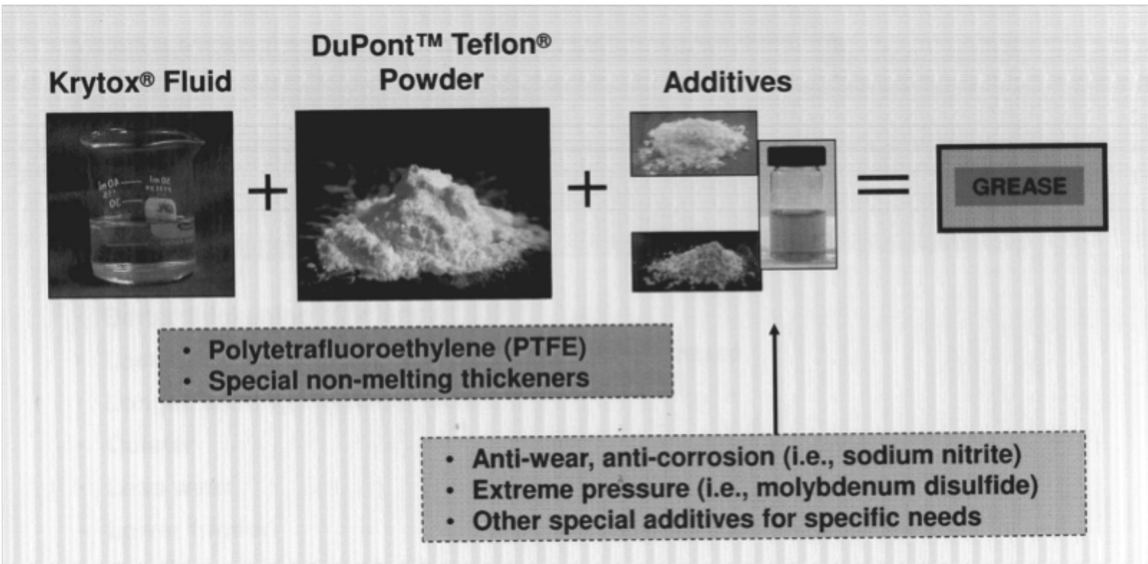 Krytox® Fluid
DuPont™ Teflon®
Powder
Additives
+
+
=
GREASE
• Polytetrafluoroethylene (PTFE)
• Special non-melting thickeners
• Anti-wear, anti-corrosion (i.e., sodium nitrite)
• Extreme pressure (i.e., molybdenum disulfide)
• Other special additives for specific needs